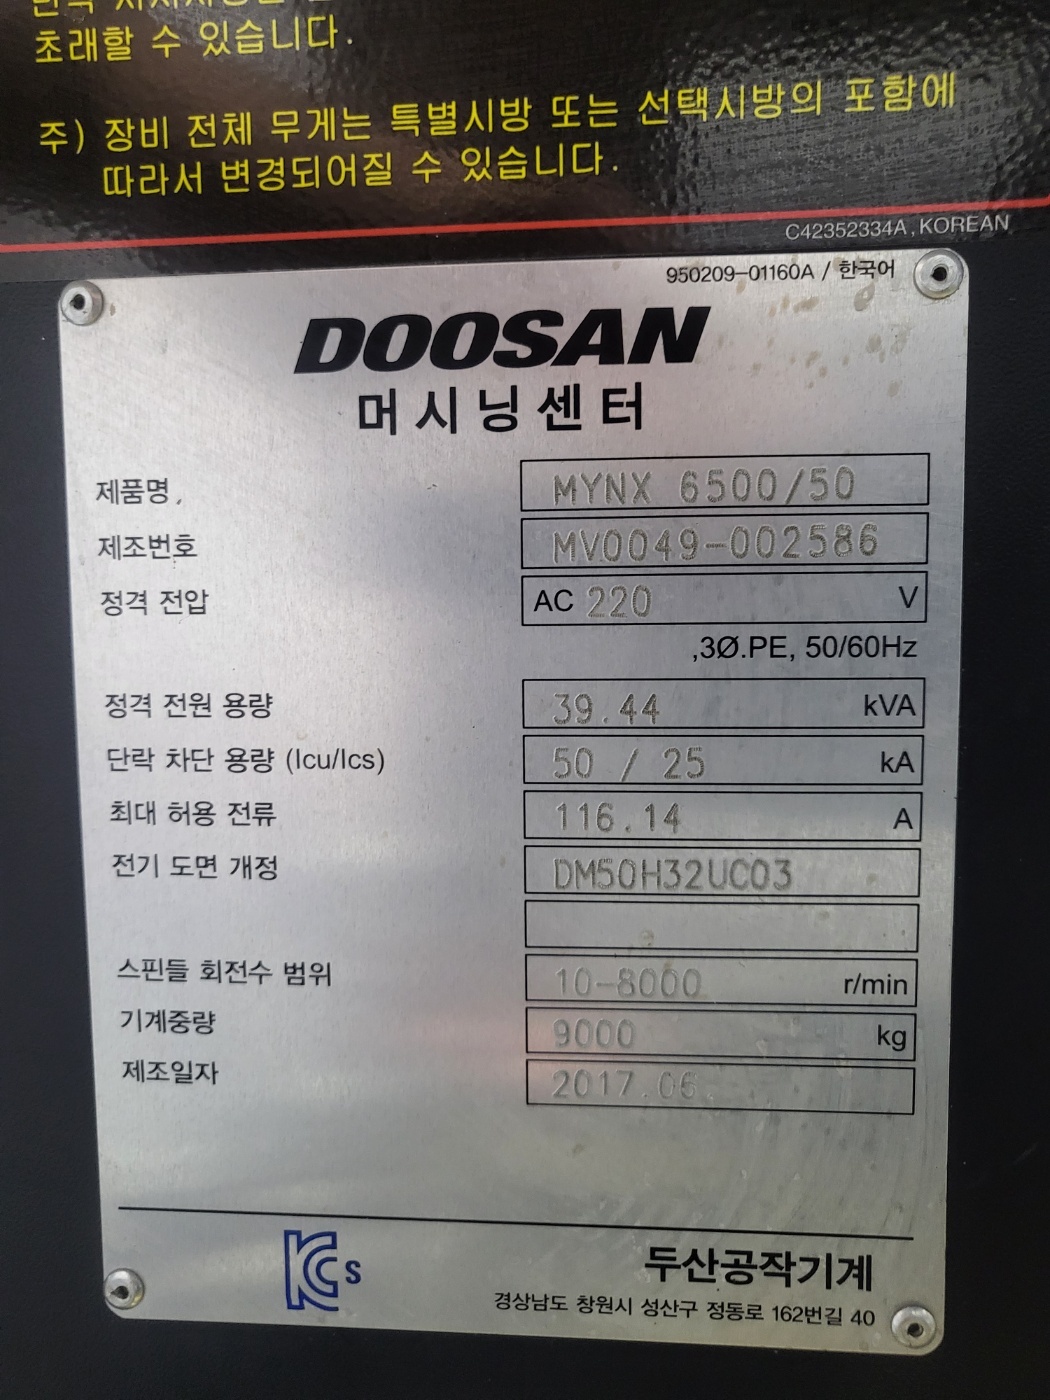 초래할 수 있습니다.
주) 장비 전체 무게는 특별시방 또는 선택시방의 포함에
따라서 변경되어질 수 있습니다.
C42352334A, KOREAN
950209-01160A / 한국어
DOOSAN
머시닝센터
제품명 MYNX 6500/50
제조번호 MV0049-002586
정격 전압 AC 220 V
,3Ø.PE, 50/60Hz
정격 전원 용량 39.44 kVA
단락 차단 용량 (Icu/Ics) 50 / 25 kA
최대 허용 전류 116.14 A
전기 도면 개정 DM50H32UC03
스핀들 회전수 범위 10-8000 r/min
기계중량 9000 kg
제조일자 2017.06
KCs
두산공작기계
경상남도 창원시 성산구 정동로 162번길 40